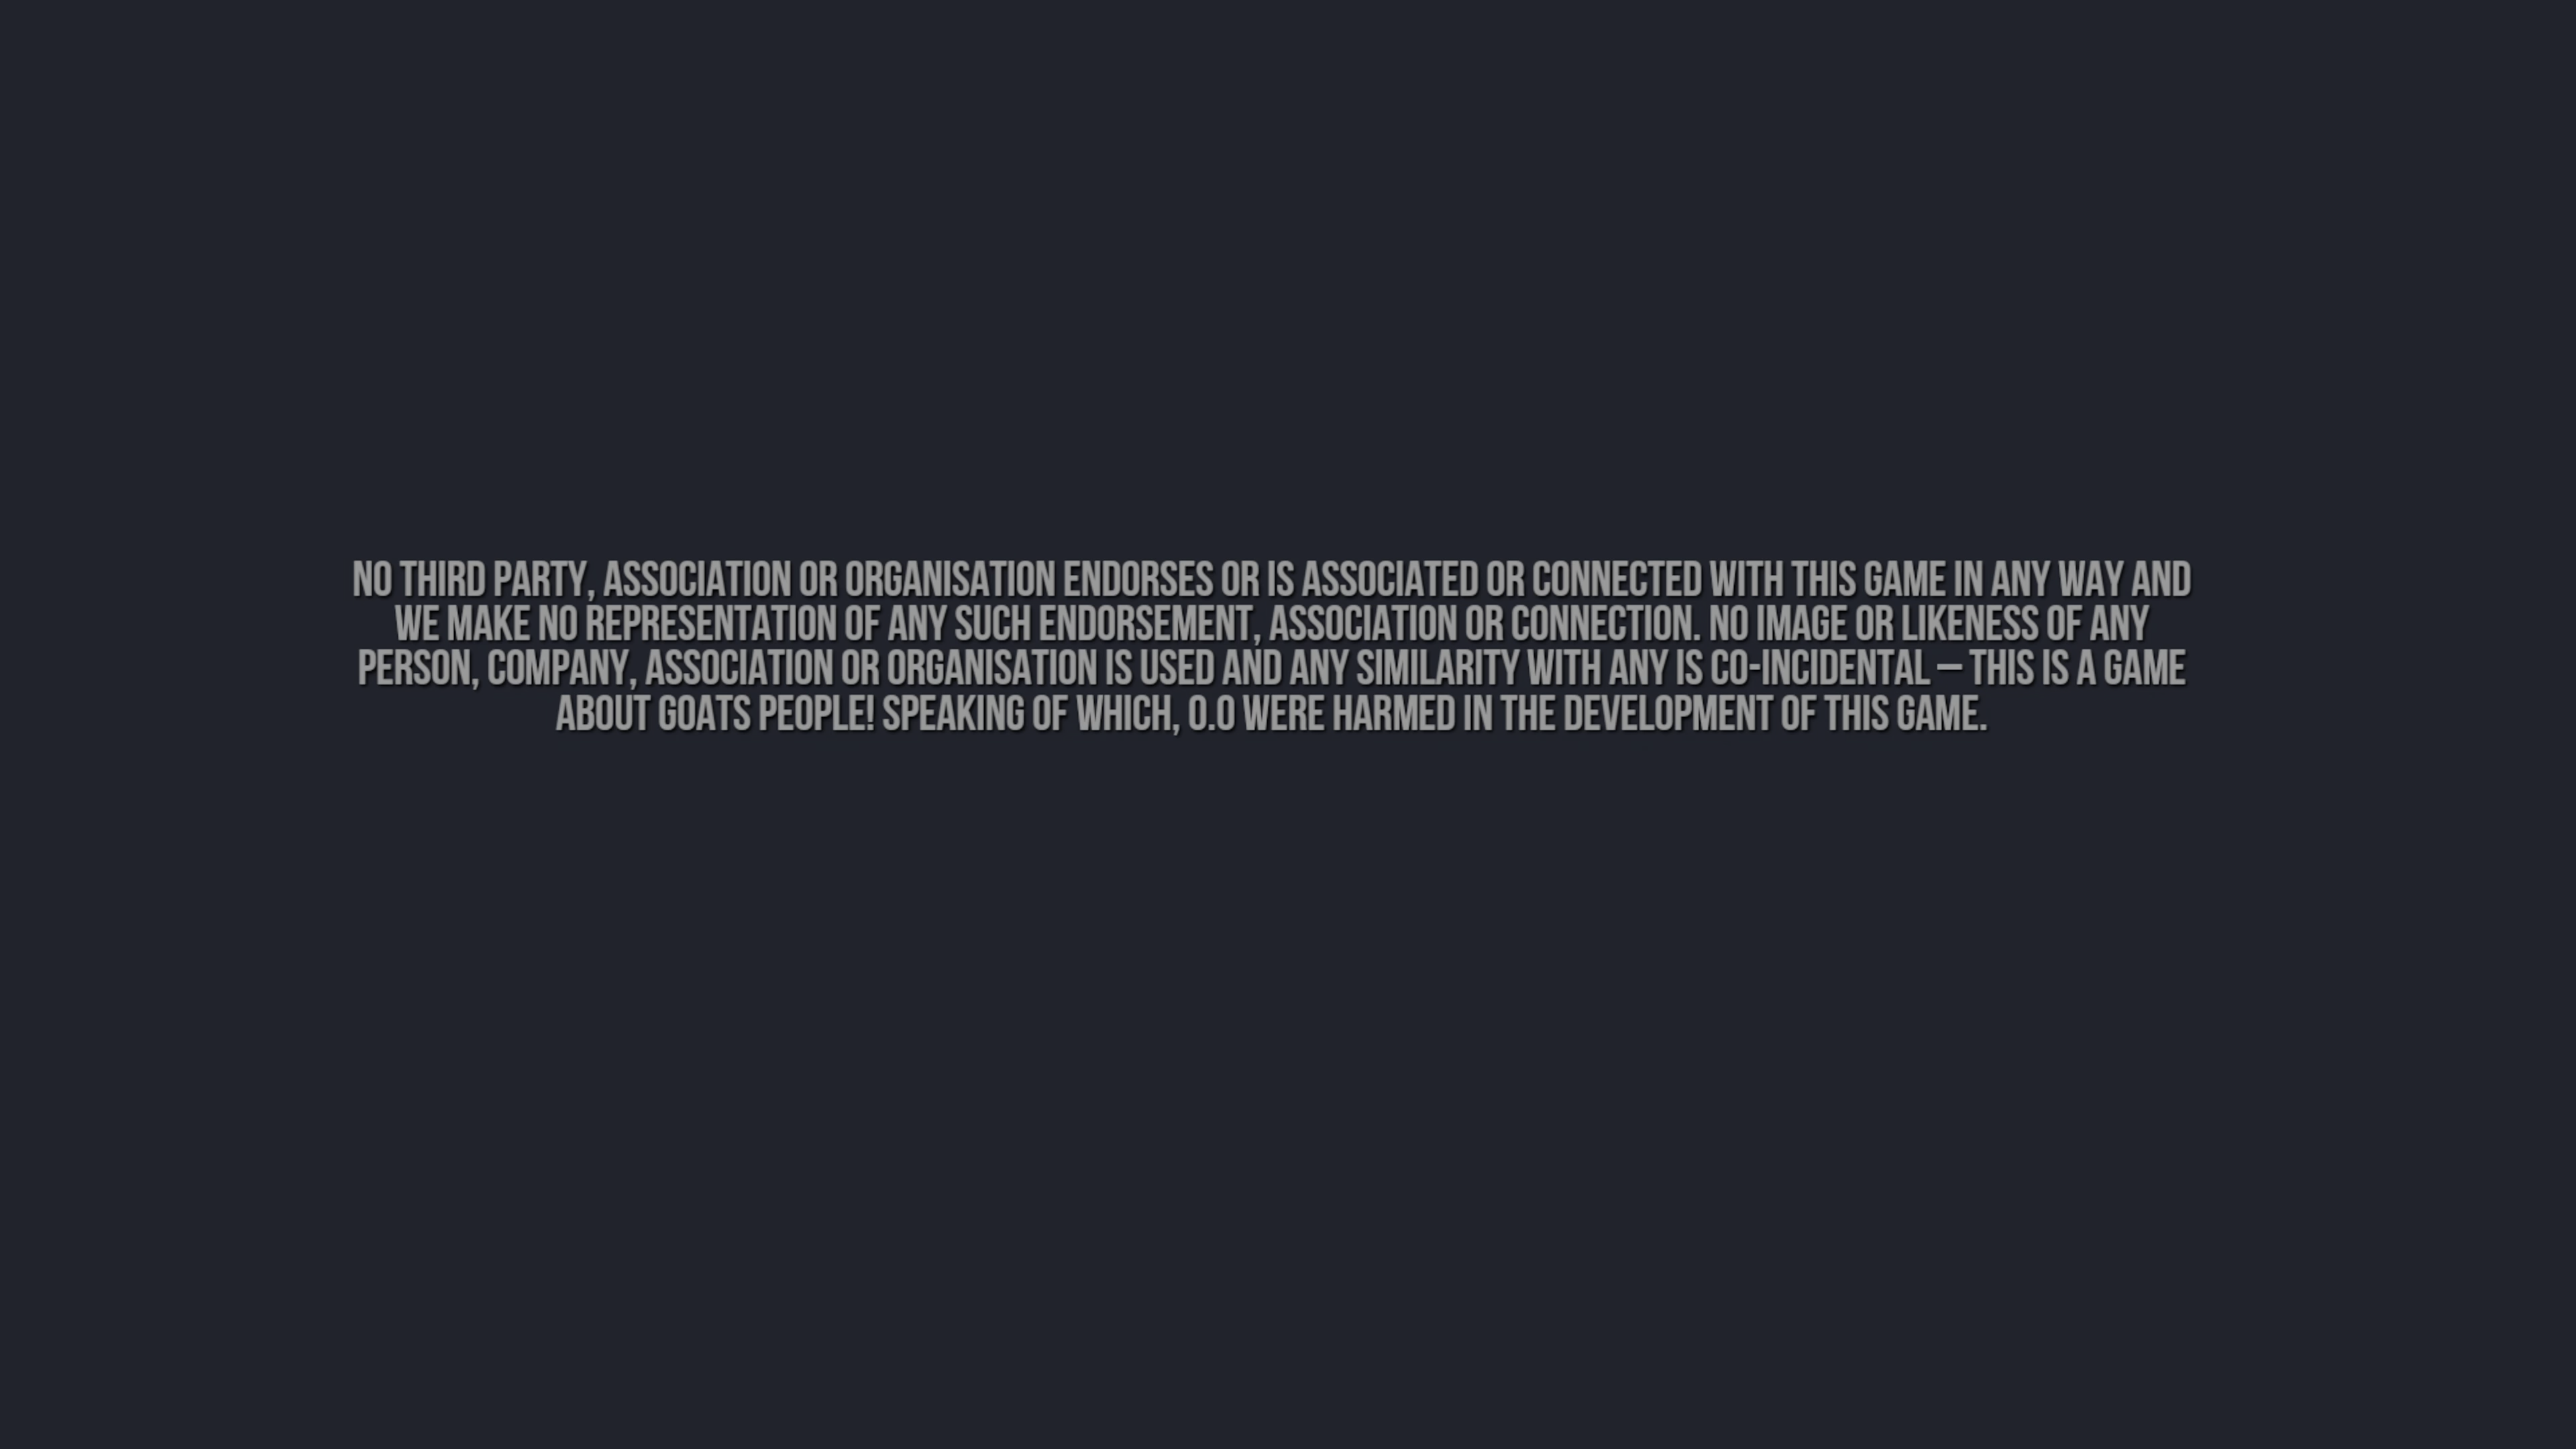 NO THIRD PARTY, ASSOCIATION OR ORGANISATION ENDORSES OR IS ASSOCIATED OR CONNECTED WITH THIS GAME IN ANY WAY AND
WE MAKE NO REPRESENTATION OF ANY SUCH ENDORSEMENT, ASSOCIATION OR CONNECTION. NO IMAGE OR LIKENESS OF ANY
PERSON, COMPANY, ASSOCIATION OR ORGANISATION IS USED AND ANY SIMILARITY WITH ANY IS CO-INCIDENTAL – THIS IS A GAME
ABOUT GOATS PEOPLE! SPEAKING OF WHICH, 0.0 WERE HARMED IN THE DEVELOPMENT OF THIS GAME.